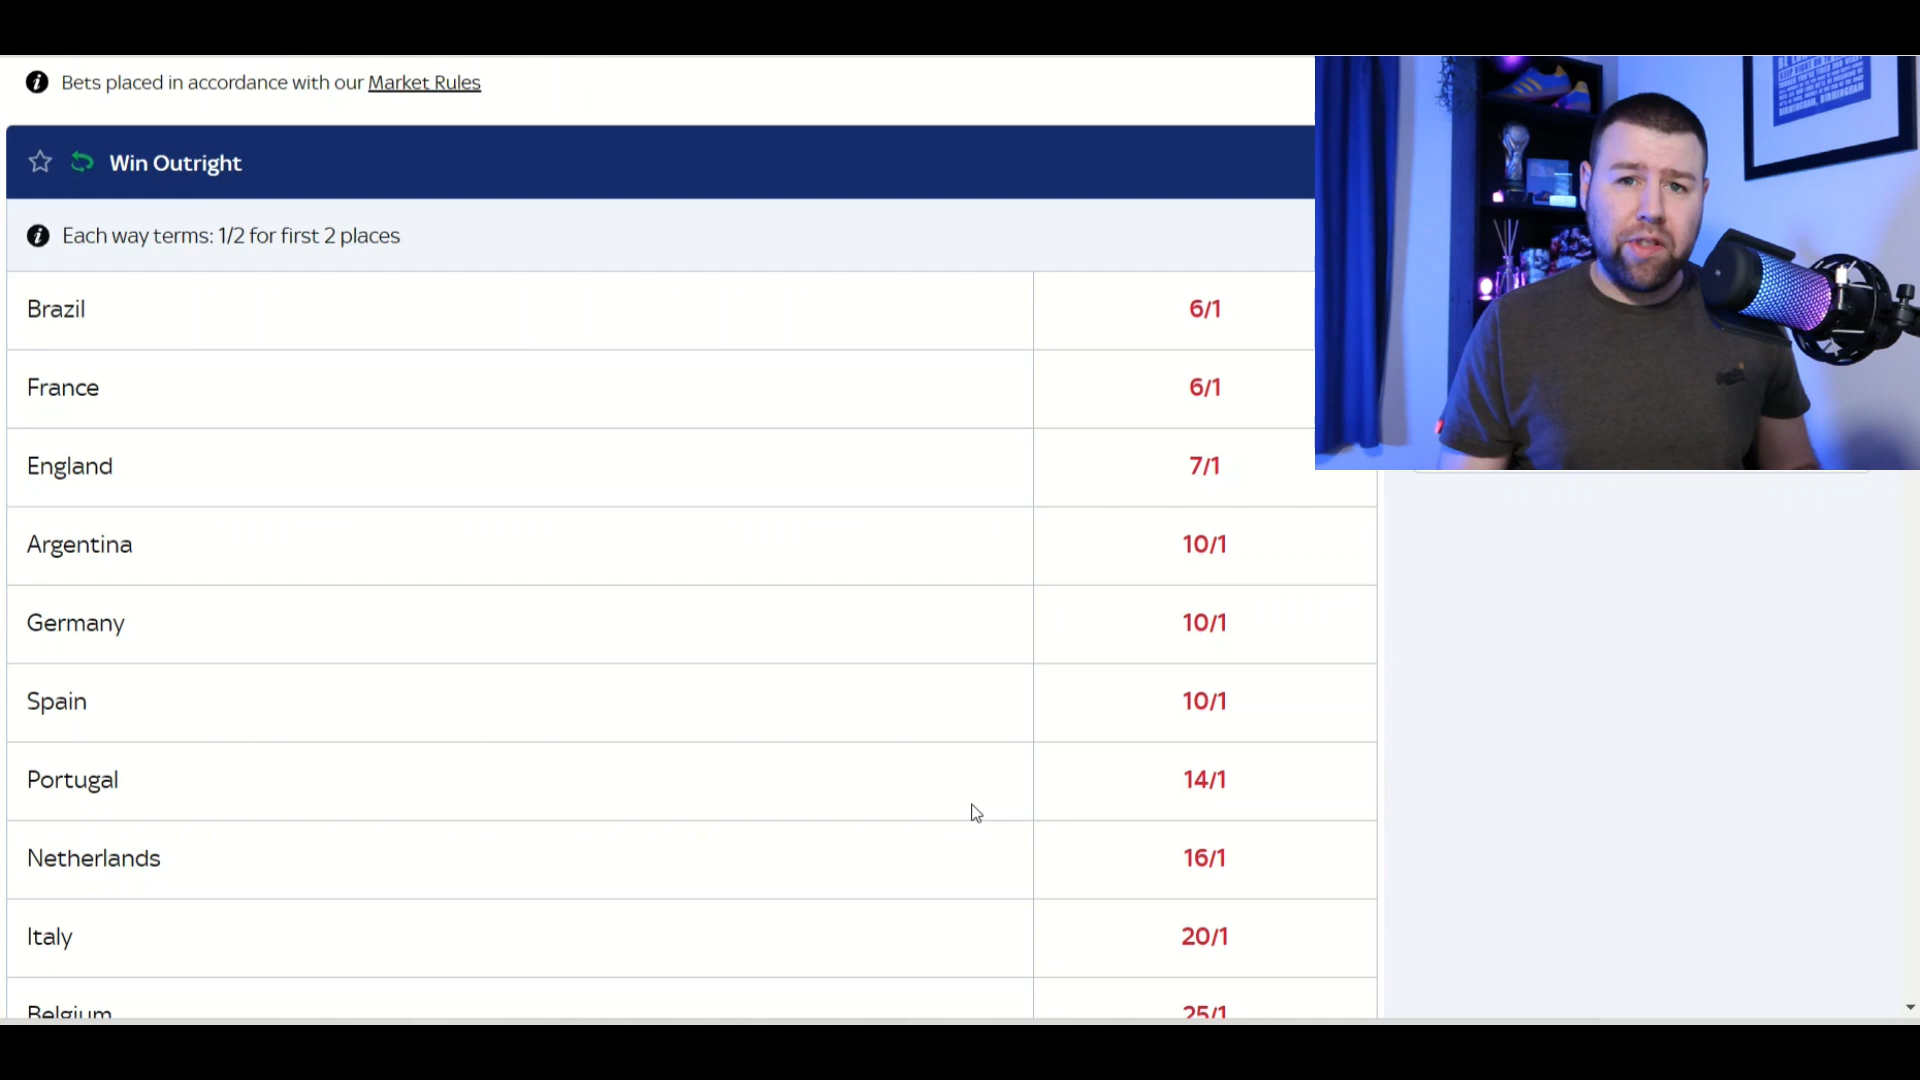 Bets placed in accordance with our Market Rules
Win Outright
Each way terms: 1/2 for first 2 places
Brazil 6/1
France 6/1
England 7/1
Argentina 10/1
Germany 10/1
Spain 10/1
Portugal 14/1
Netherlands 16/1
Italy 20/1
Belgium 25/1
BIRMINGHAM, BIRMINGHAM